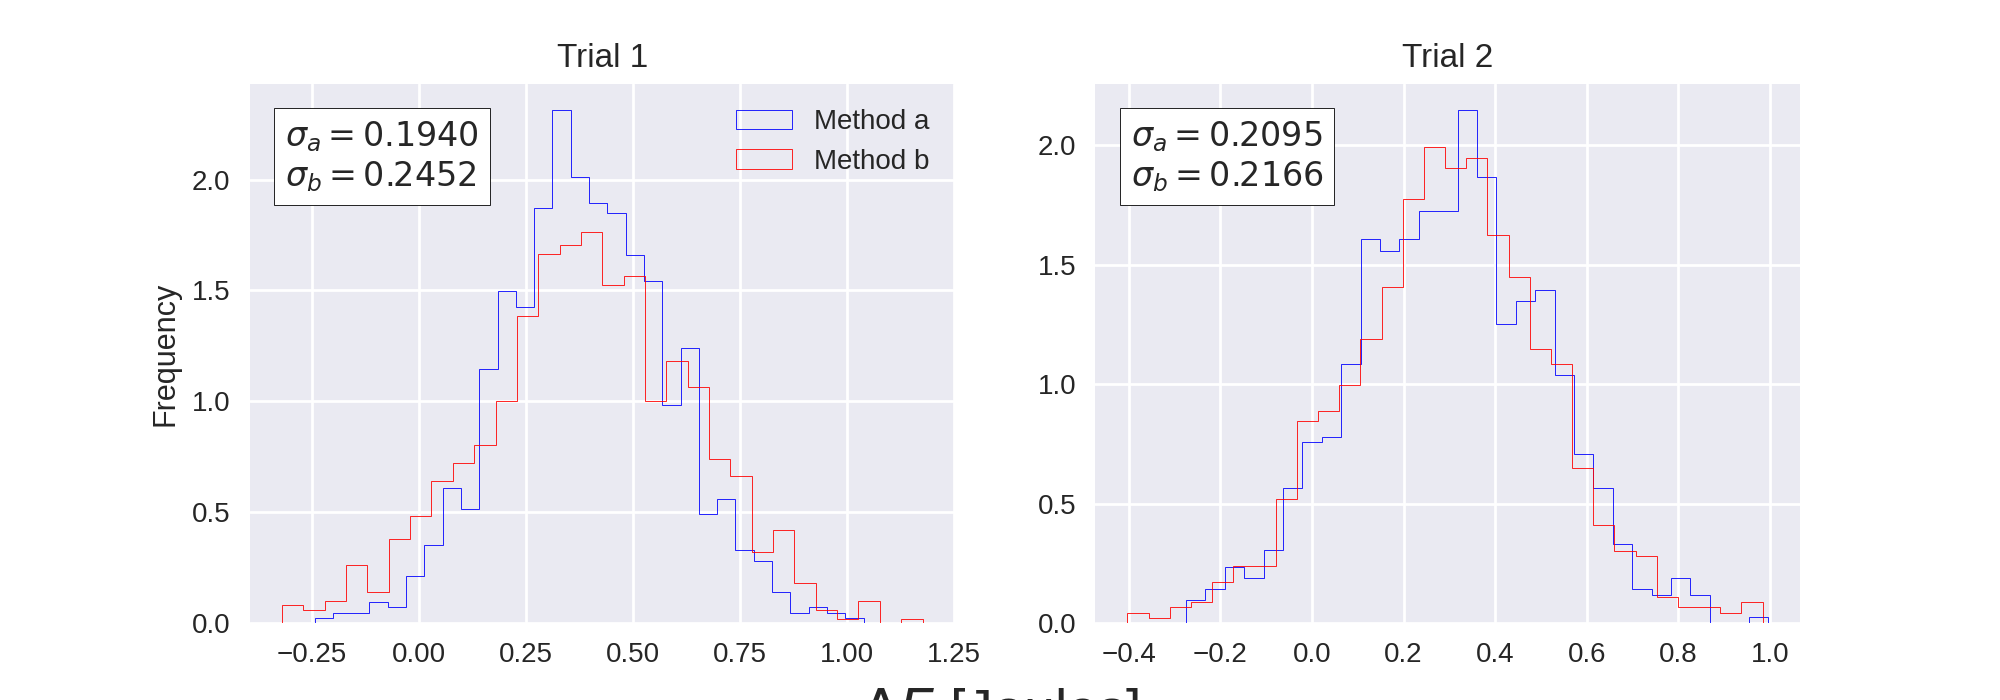 Trial 1
σa = 0.1940
σb = 0.2452
Method a
Method b
Frequency
2.0
1.5
1.0
0.5
0.0
−0.25 0.00 0.25 0.50 0.75 1.00 1.25
Trial 2
σa = 0.2095
σb = 0.2166
2.0
1.5
1.0
0.5
0.0
−0.4 −0.2 0.0 0.2 0.4 0.6 0.8 1.0
ΔE [Joules]